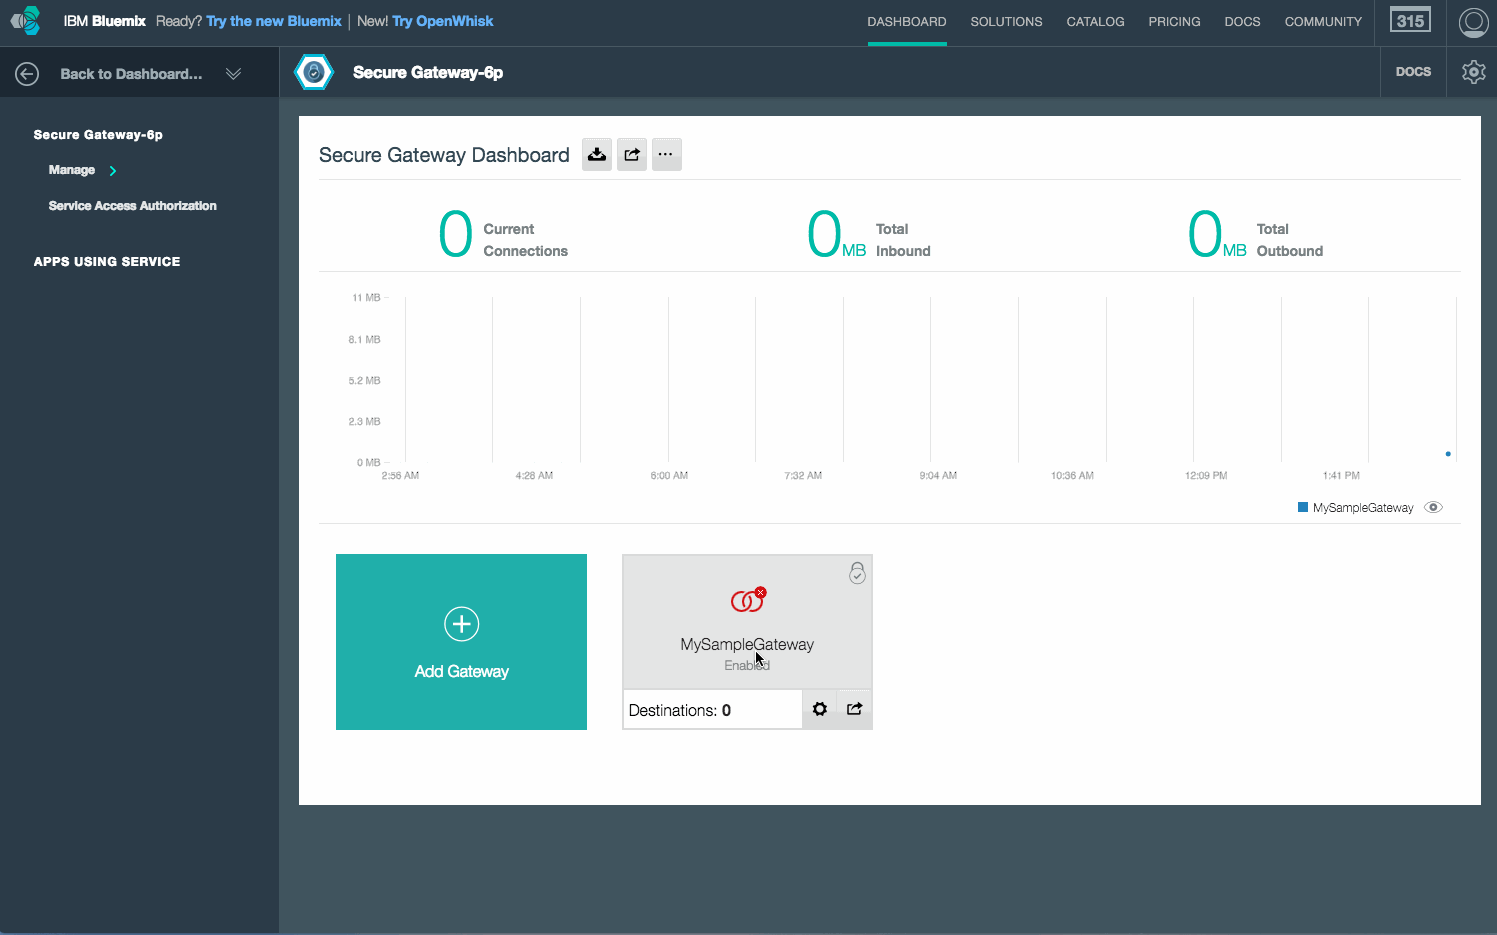 IBM Bluemix Ready? Try the new Bluemix | New! Try OpenWhisk
DASHBOARD SOLUTIONS CATALOG PRICING DOCS COMMUNITY 315
Back to Dashboard...
Secure Gateway-6p
DOCS
Secure Gateway-6p
Manage
Service Access Authorization
APPS USING SERVICE
Secure Gateway Dashboard
0 Current Connections
0 MB Total Inbound
0 MB Total Outbound
11 MB
8.1 MB
5.2 MB
2.3 MB
0 MB
2:56 AM 4:28 AM 6:00 AM 7:32 AM 9:04 AM 10:36 AM 12:09 PM 1:41 PM
MySampleGateway
Add Gateway
MySampleGateway
Enabled
Destinations: 0